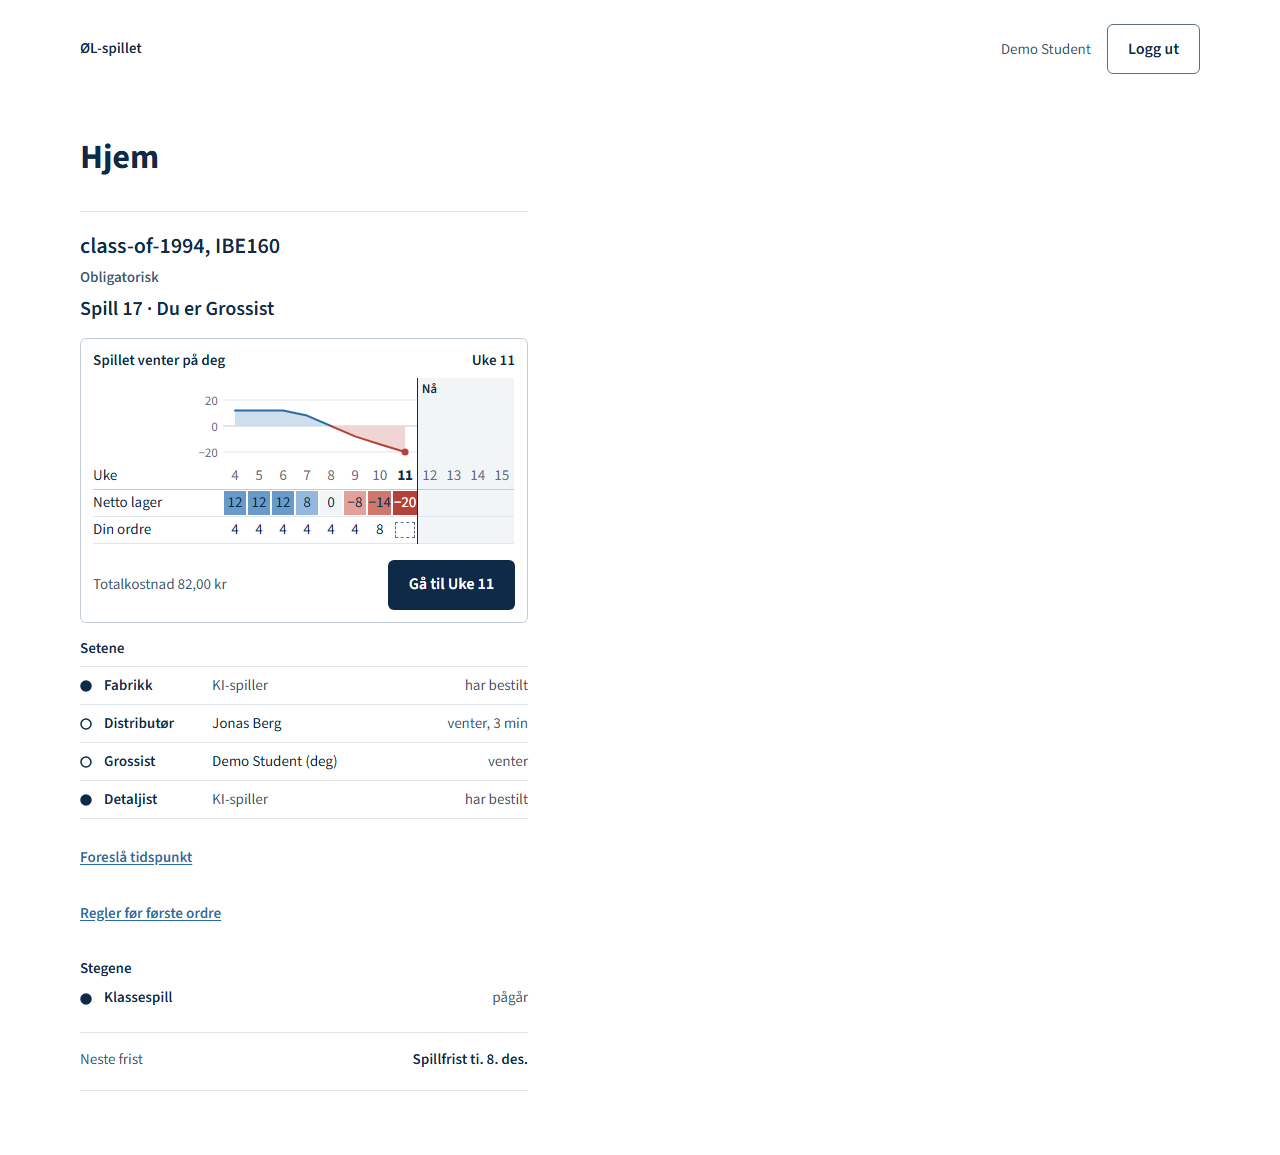 ØL-spillet
Demo Student
Logg ut
Hjem
class-of-1994, IBE160
Obligatorisk
Spill 17 · Du er Grossist
Spillet venter på deg Uke 11
Nå
20
0
−20
Uke 4 5 6 7 8 9 10 11 12 13 14 15
Netto lager 12 12 12 8 0 −8 −14 −20
Din ordre 4 4 4 4 4 4 8
Totalkostnad 82,00 kr
Gå til Uke 11
Setene
Fabrikk KI-spiller har bestilt
Distributør Jonas Berg venter, 3 min
Grossist Demo Student (deg) venter
Detaljist KI-spiller har bestilt
Foreslå tidspunkt
Regler før første ordre
Stegene
Klassespill pågår
Neste frist Spillfrist ti. 8. des.